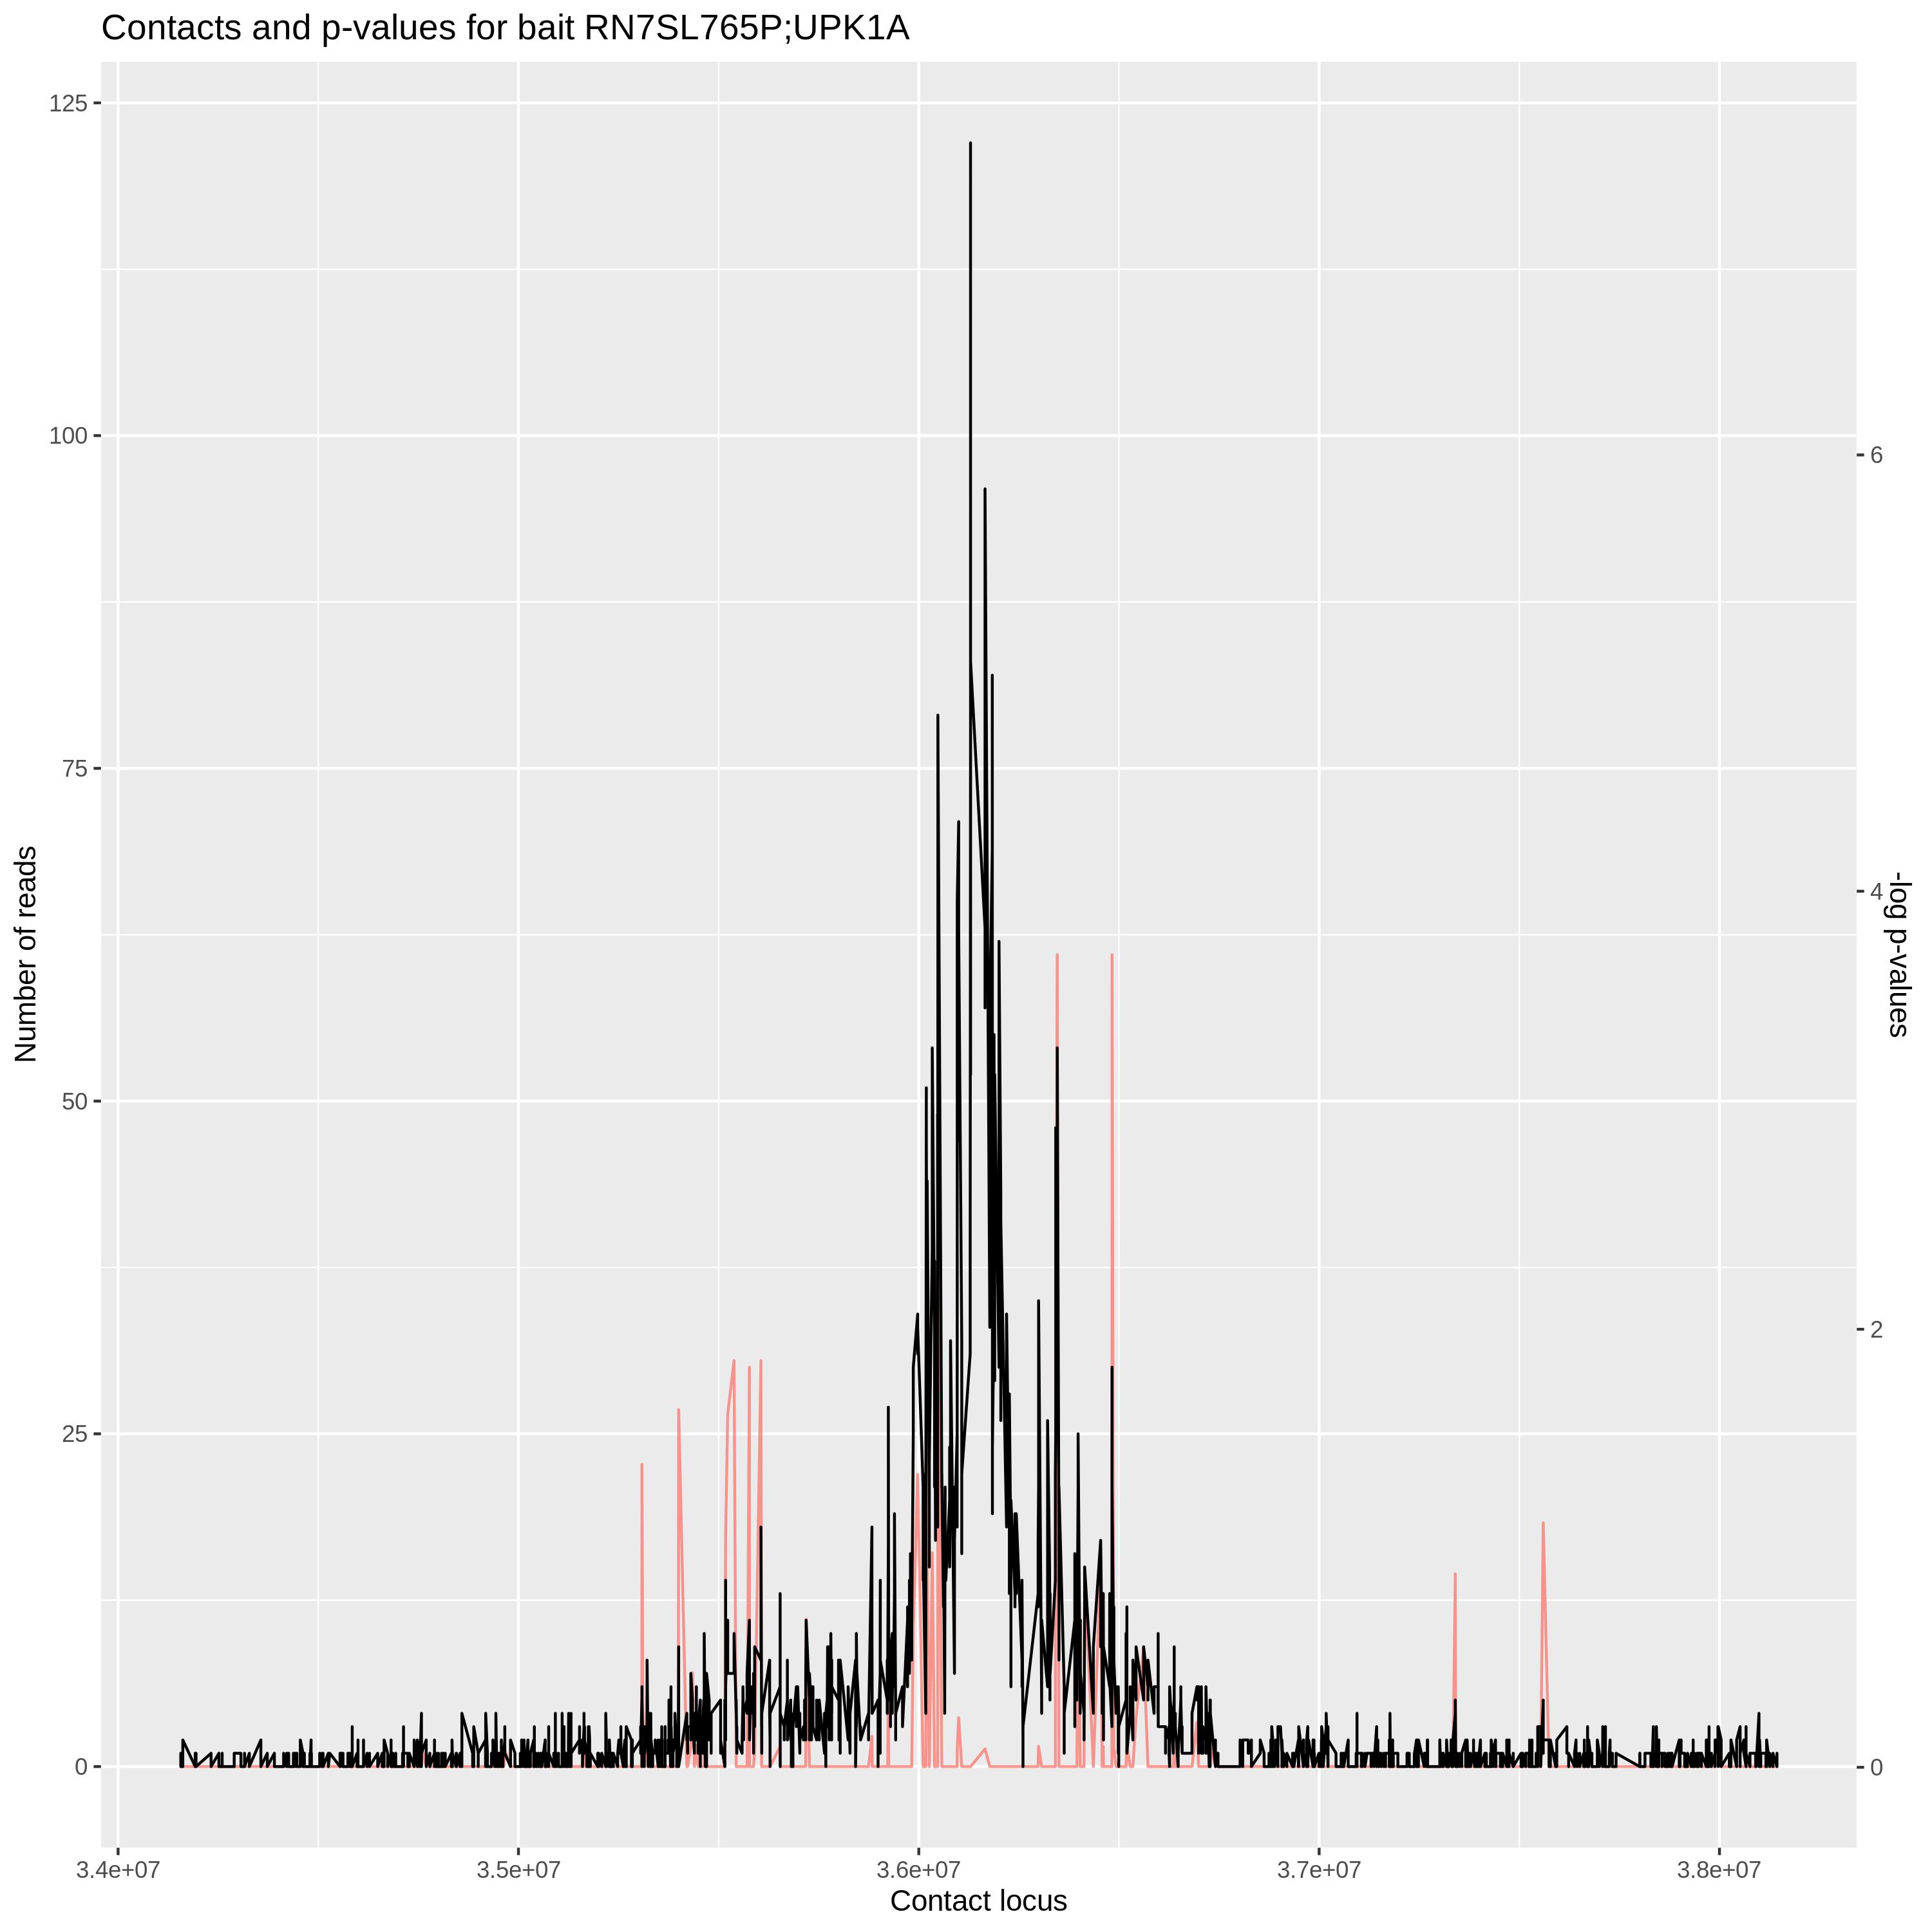 Contacts and p-values for bait RN7SL765P;UPK1A
125
100
75
50
25
0
Number of reads
6
4
2
0
-log p-values
3.4e+07
3.5e+07
3.6e+07
3.7e+07
3.8e+07
Contact locus